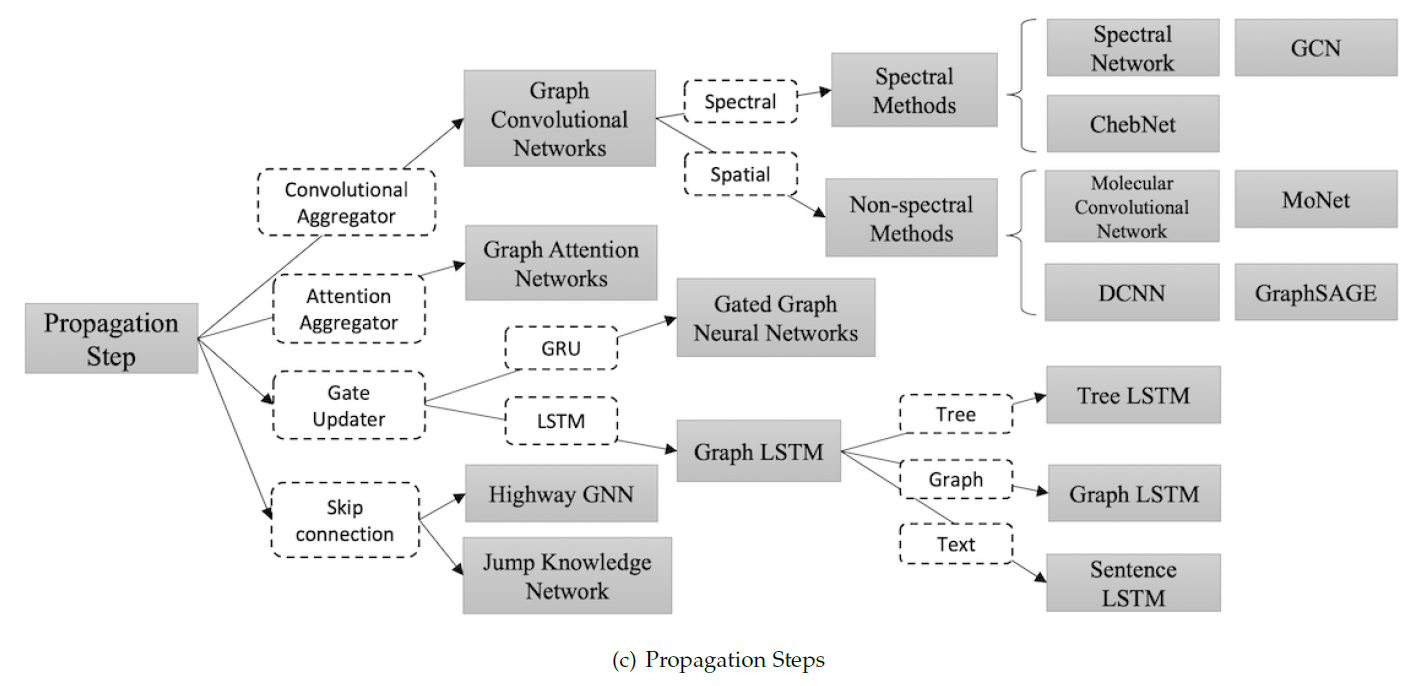 Propagation
Step
Convolutional
Aggregator
Attention
Aggregator
Gate
Updater
Skip
connection
Graph
Convolutional
Networks
Graph Attention
Networks
GRU
LSTM
Highway GNN
Jump Knowledge
Network
Spectral
Spatial
Gated Graph
Neural Networks
Graph LSTM
Spectral
Methods
Non-spectral
Methods
Tree
Graph
Text
Spectral
Network
GCN
ChebNet
Molecular
Convolutional
Network
MoNet
DCNN
GraphSAGE
Tree LSTM
Graph LSTM
Sentence
LSTM
(c) Propagation Steps